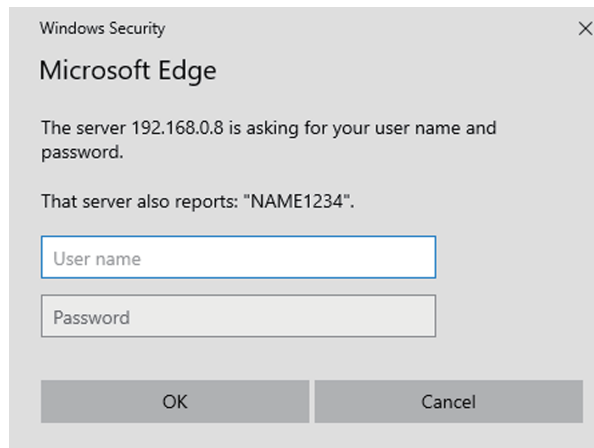 Windows Security
Microsoft Edge
The server 192.168.0.8 is asking for your user name and
password.
That server also reports: "NAME1234".
User name
Password
OK
Cancel